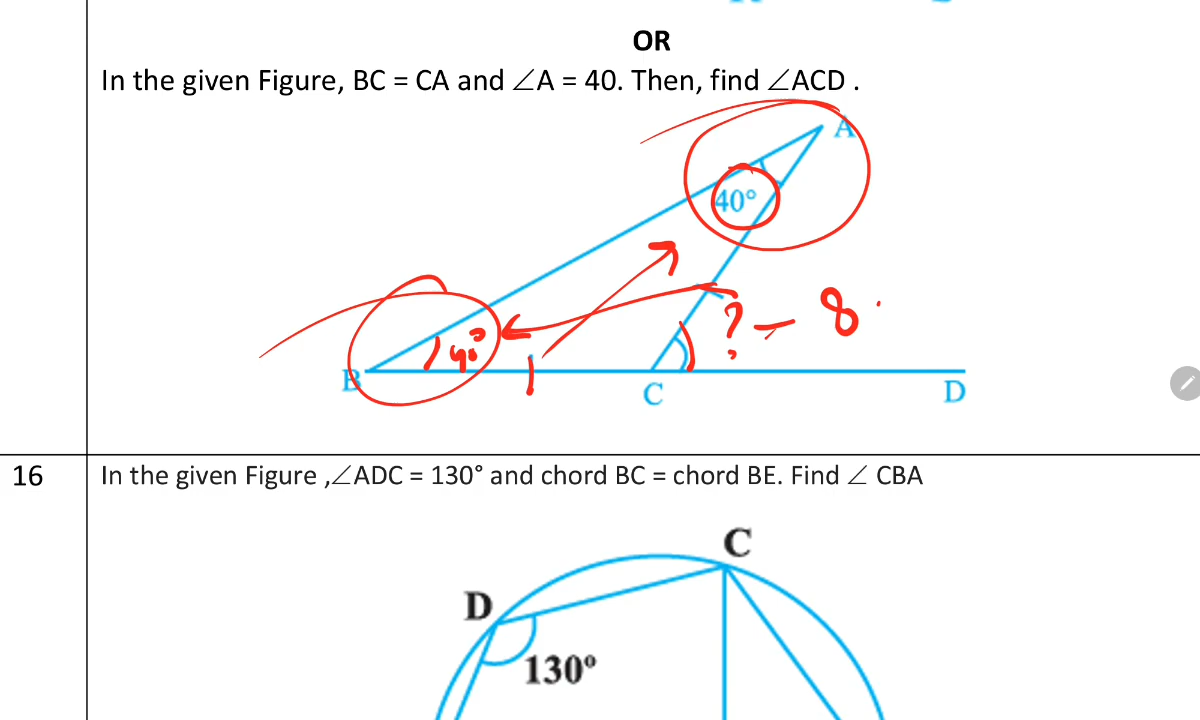 OR
In the given Figure, BC = CA and ∠A = 40. Then, find ∠ACD .
A
40°
? – 8
40°
B
C
D
16
In the given Figure ,∠ADC = 130° and chord BC = chord BE. Find ∠ CBA
C
D
130°